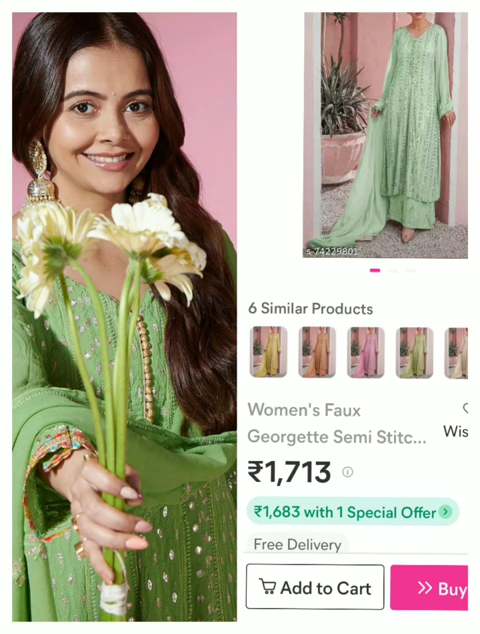 s-74229801
6 Similar Products
Women's Faux
Georgette Semi Stitc...
Wis
₹1,713
₹1,683 with 1 Special Offer
Free Delivery
Add to Cart
Buy